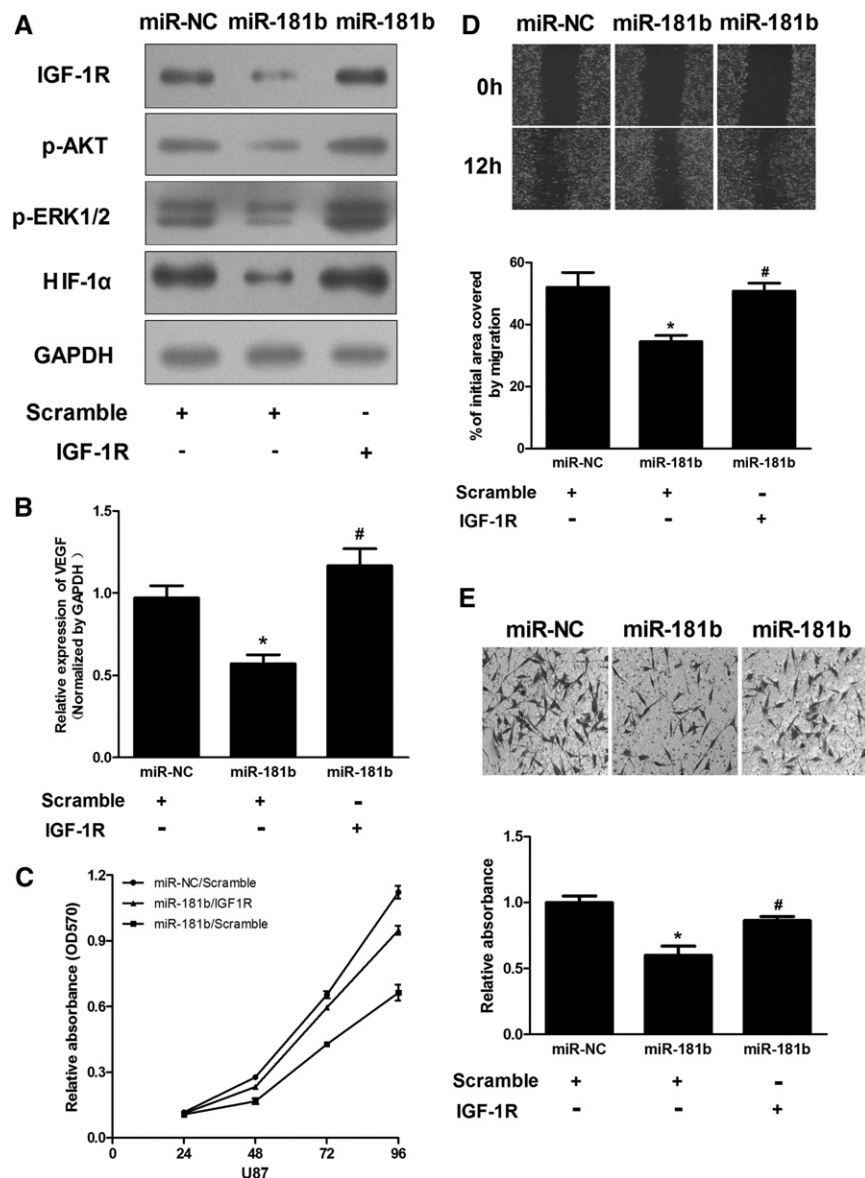 A
miR-NC miR-181b miR-181b
IGF-1R
p-AKT
p-ERK1/2
HIF-1α
GAPDH
Scramble + + -
IGF-1R - - +
B
Relative expression of VEGF
(Normalized by GAPDH)
1.5
1.0
0.5
0.0
*
#
miR-NC miR-181b miR-181b
Scramble + + -
IGF-1R - - +
C
Relative absorbance (OD570)
1.2
0.9
0.6
0.3
0.0
miR-NC/Scramble
miR-181b/IGF1R
miR-181b/Scramble
0 24 48 72 96
U87
D
miR-NC miR-181b miR-181b
0h
12h
% of initial area covered
by migration
60
40
20
0
*
#
miR-NC miR-181b miR-181b
Scramble + + -
IGF-1R - - +
E
miR-NC miR-181b miR-181b
Relative absorbance
1.5
1.0
0.5
0.0
*
#
miR-NC miR-181b miR-181b
Scramble + + -
IGF-1R - - +